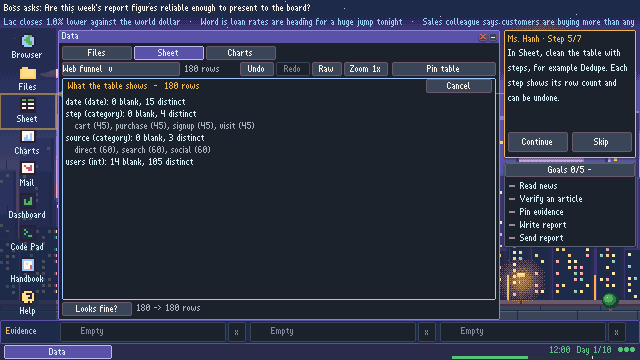 Boss asks: Are this week's report figures reliable enough to present to the board?
Lac closes 1.0% lower against the world dollar · Word is loan rates are heading for a huge jump tonight · Sales colleague says customers are buying more than any
Browser
Files
Sheet
Charts
Mail
Dashboard
Code Pad
Handbook
Help
Data
Files
Sheet
Charts
Web funnel v
180 rows
Undo
Redo
Raw
Zoom 1x
Pin table
What the table shows - 180 rows
Cancel
date (date): 0 blank, 15 distinct
step (category): 0 blank, 4 distinct
cart (45), purchase (45), signup (45), visit (45)
source (category): 0 blank, 3 distinct
direct (60), search (60), social (60)
users (int): 14 blank, 105 distinct
Looks fine?
180 -> 180 rows
Ms. Hanh · Step 5/7
In Sheet, clean the table with
steps, for example Dedupe. Each
step shows its row count and
can be undone.
Continue
Skip
Goals 0/5 -
— Read news
— Verify an article
— Pin evidence
— Write report
— Send report
Evidence
Empty
x
Empty
x
Empty
x
Data
12:00 Day 1/10